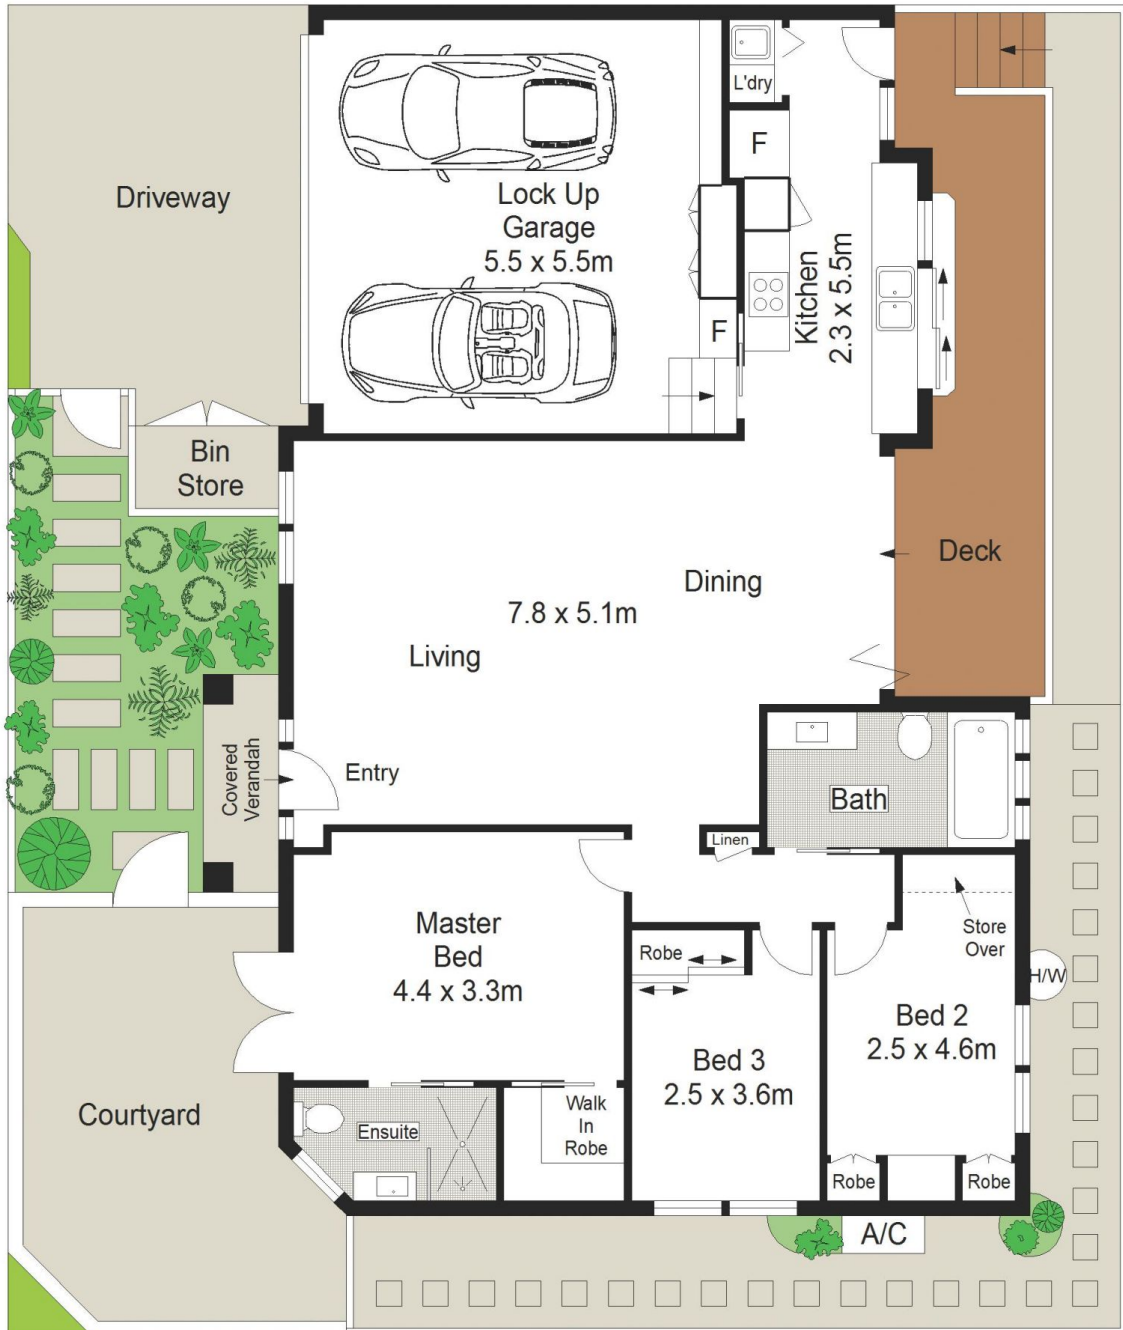 L'dry
F
Driveway
Lock Up
Garage
5.5 x 5.5m
Kitchen
2.3 x 5.5m
F
Bin
Store
Deck
Dining
7.8 x 5.1m
Living
Covered
Verandah
Entry
Bath
Linen
Master
Bed
4.4 x 3.3m
Robe
Store
Over
H/W
Bed 2
2.5 x 4.6m
Bed 3
2.5 x 3.6m
Courtyard
Ensuite
Walk
In
Robe
Robe
Robe
A/C